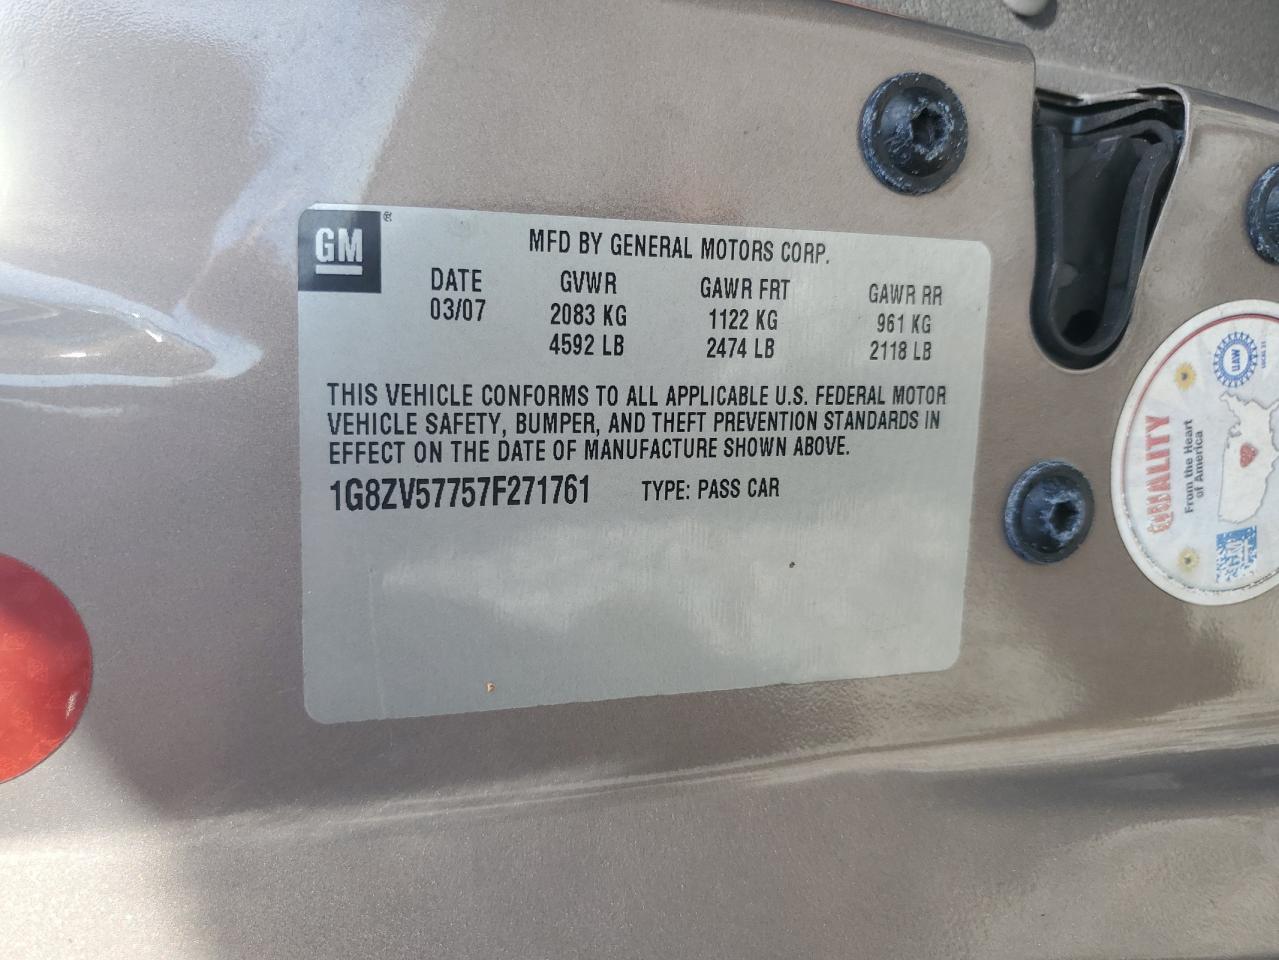 GM ®
MFD BY GENERAL MOTORS CORP.
DATE GVWR GAWR FRT GAWR RR
03/07 2083 KG 1122 KG 961 KG
4592 LB 2474 LB 2118 LB
THIS VEHICLE CONFORMS TO ALL APPLICABLE U.S. FEDERAL MOTOR
VEHICLE SAFETY, BUMPER, AND THEFT PREVENTION STANDARDS IN
EFFECT ON THE DATE OF MANUFACTURE SHOWN ABOVE.
1G8ZV57757F271761 TYPE: PASS CAR
UAW
LOCAL 31
QUALITY
From the Heart
of America